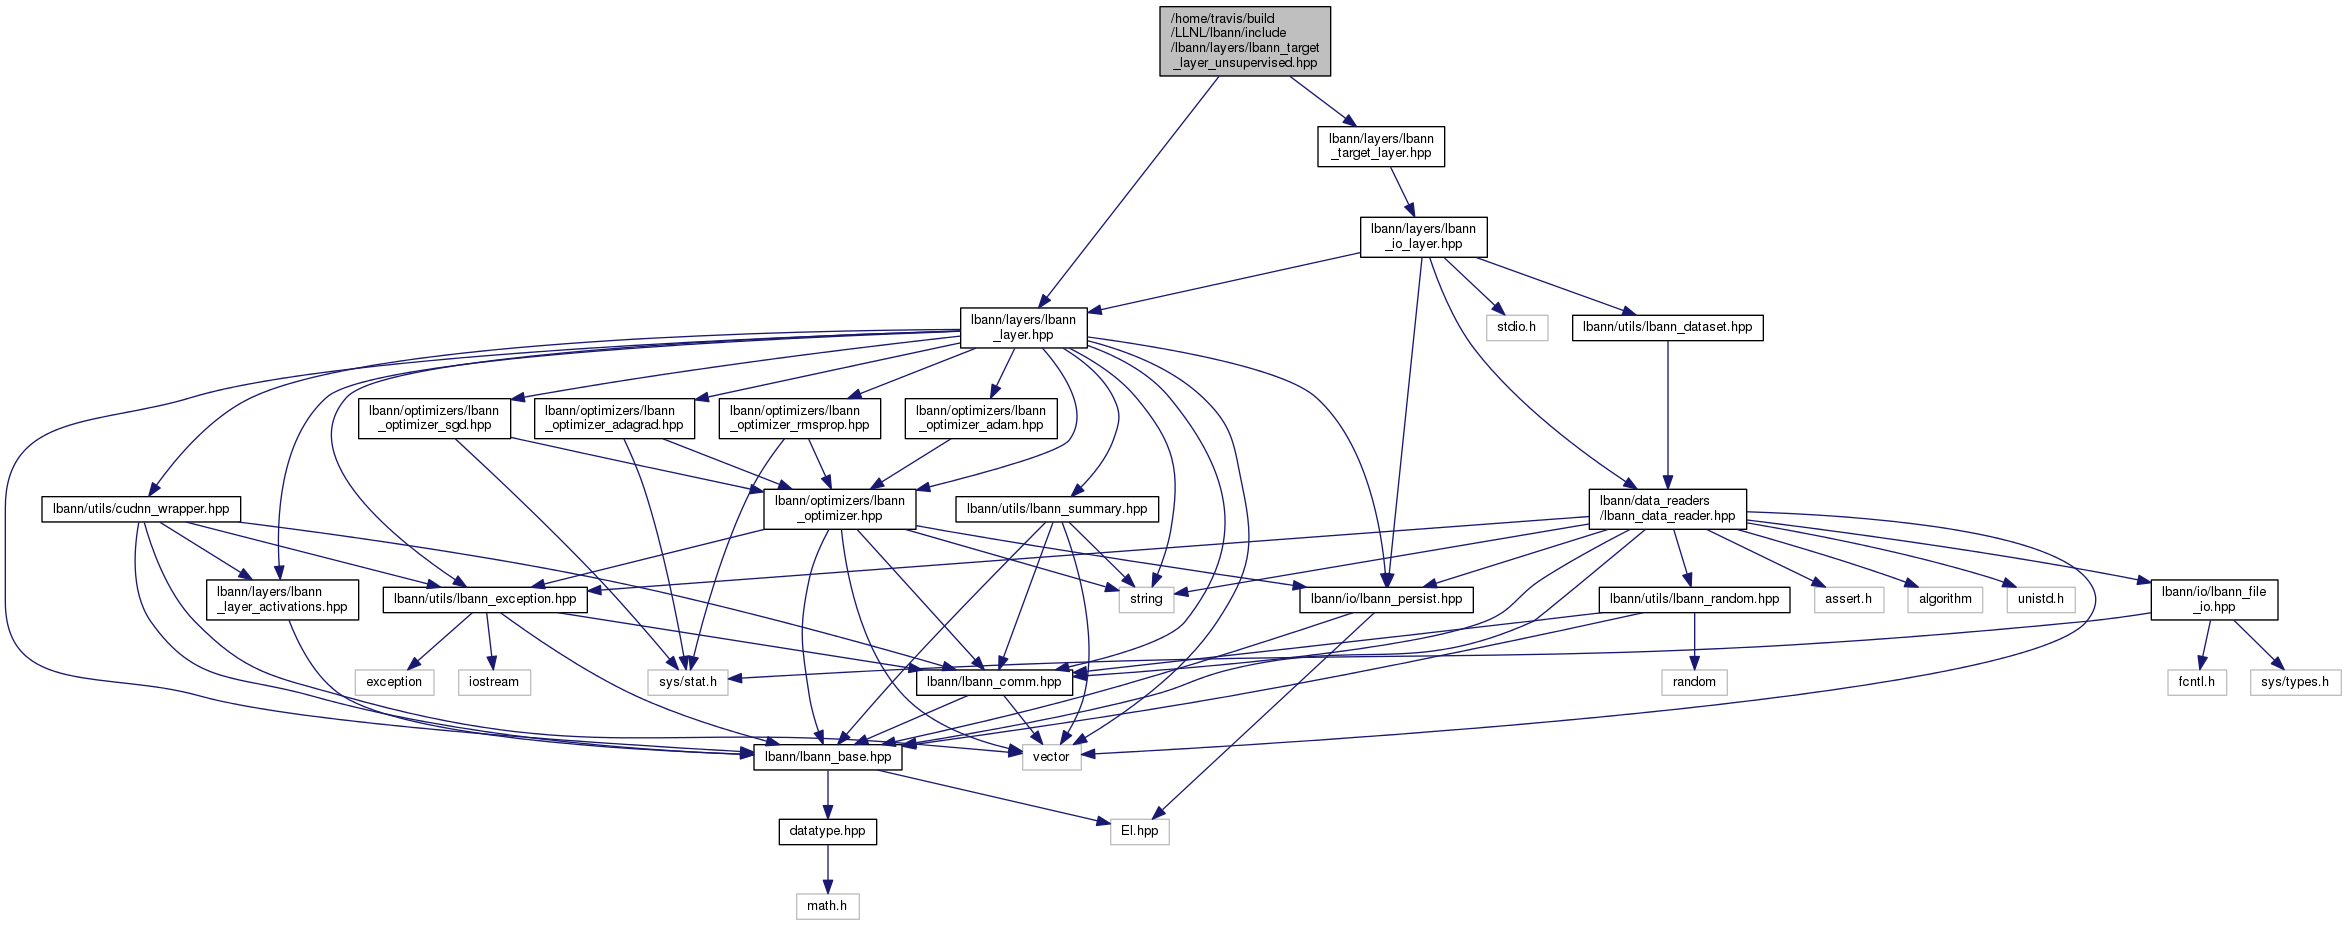 /home/travis/build
/LLNL/lbann/include
/lbann/layers/lbann_target
_layer_unsupervised.hpp
lbann/layers/lbann
_target_layer.hpp
lbann/layers/lbann
_io_layer.hpp
lbann/layers/lbann
_layer.hpp
stdio.h
lbann/utils/lbann_dataset.hpp
lbann/optimizers/lbann
_optimizer_sgd.hpp
lbann/optimizers/lbann
_optimizer_adagrad.hpp
lbann/optimizers/lbann
_optimizer_rmsprop.hpp
lbann/optimizers/lbann
_optimizer_adam.hpp
lbann/utils/cudnn_wrapper.hpp
lbann/optimizers/lbann
_optimizer.hpp
lbann/utils/lbann_summary.hpp
lbann/data_readers
/lbann_data_reader.hpp
lbann/layers/lbann
_layer_activations.hpp
lbann/utils/lbann_exception.hpp
string
lbann/io/lbann_persist.hpp
lbann/utils/lbann_random.hpp
assert.h
algorithm
unistd.h
lbann/io/lbann_file
_io.hpp
exception
iostream
sys/stat.h
lbann/lbann_comm.hpp
random
fcntl.h
sys/types.h
lbann/lbann_base.hpp
vector
datatype.hpp
El.hpp
math.h